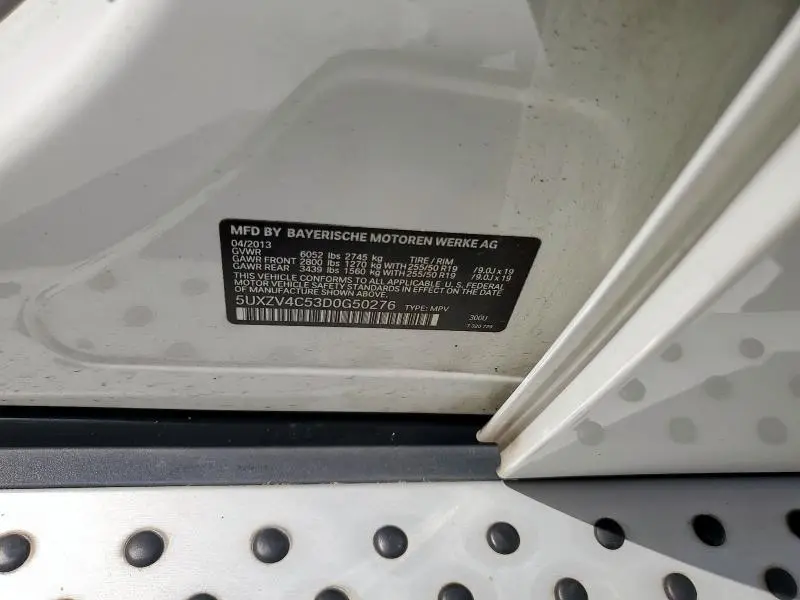 MFD BY BAYERISCHE MOTOREN WERKE AG
04/2013
GVWR 6052 lbs 2745 kg TIRE / RIM
GAWR FRONT 2800 lbs 1270 kg WITH 255/50 R19 /9.0J x 19
GAWR REAR 3439 lbs 1560 kg WITH 255/50 R19 9.0J x 19
THIS VEHICLE CONFORMS TO ALL APPLICABLE U.S. FEDERAL
MOTOR VEHICLE SAFETY STANDARDS IN EFFECT ON THE DATE OF
MANUFACTURE SHOWN ABOVE.
5UXZV4C53D0G50276 TYPE: MPV
300U